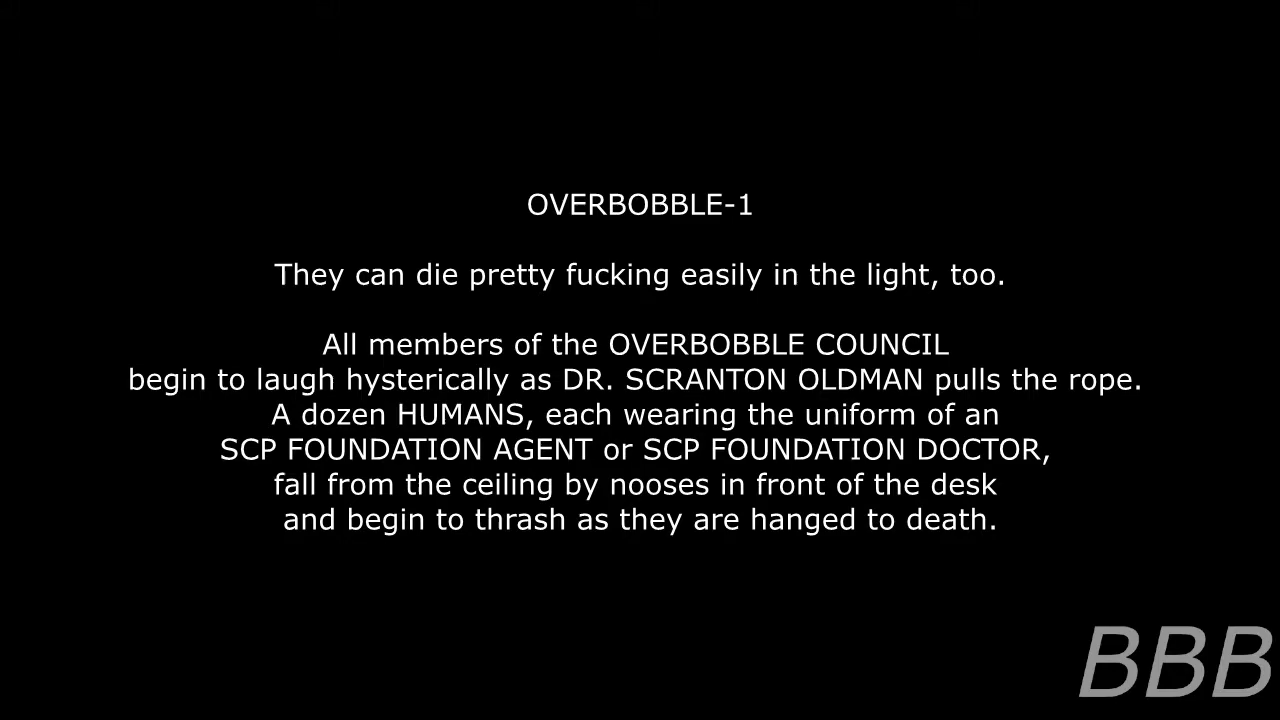 OVERBOBBLE-1
They can die pretty fucking easily in the light, too.
All members of the OVERBOBBLE COUNCIL
begin to laugh hysterically as DR. SCRANTON OLDMAN pulls the rope.
A dozen HUMANS, each wearing the uniform of an
SCP FOUNDATION AGENT or SCP FOUNDATION DOCTOR,
fall from the ceiling by nooses in front of the desk
and begin to thrash as they are hanged to death.
BBB